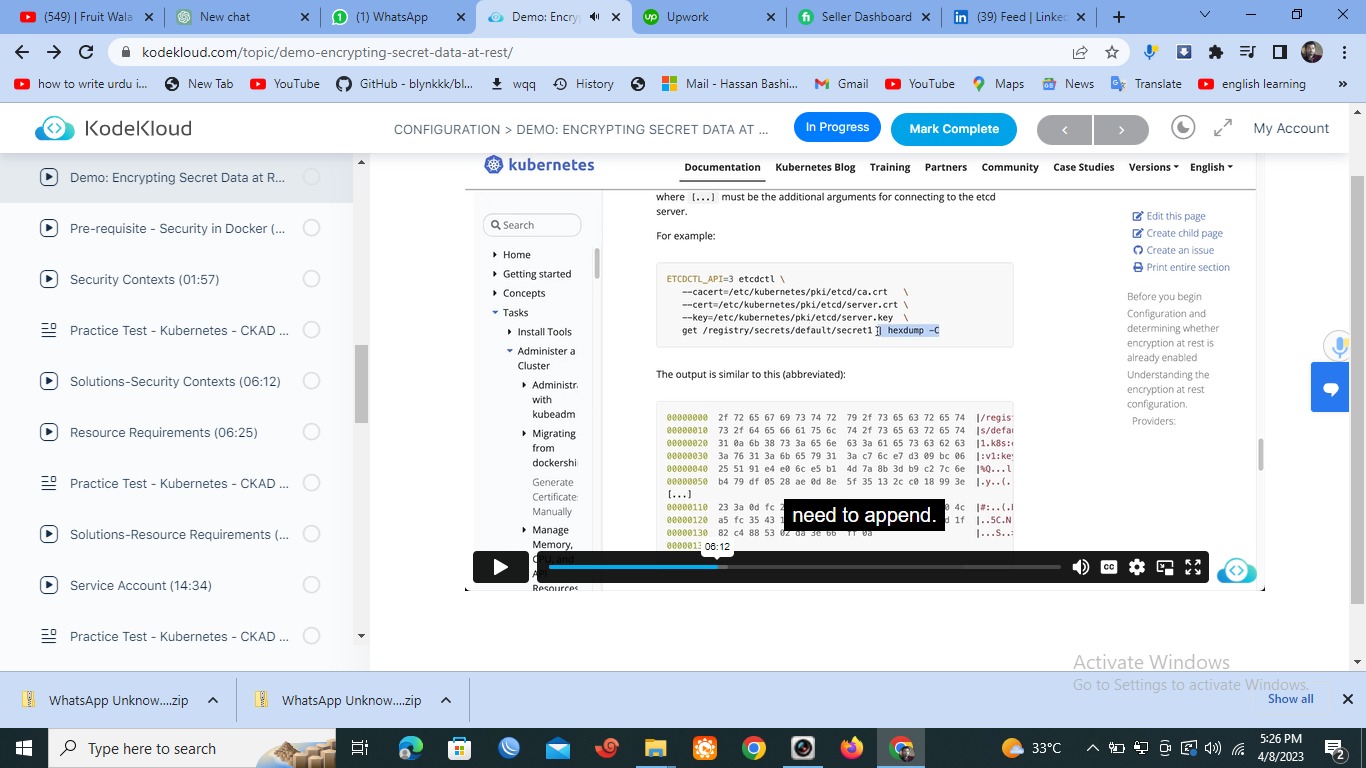 (549) Fruit Wala
New chat
(1) WhatsApp
Demo: Encry
Upwork
Seller Dashboard
(39) Feed | Linke
kodekloud.com/topic/demo-encrypting-secret-data-at-rest/
how to write urdu i...
New Tab
YouTube
GitHub - blynkkk/bl...
wqq
History
Mail - Hassan Bashi...
Gmail
YouTube
Maps
News
Translate
english learning
»
KodeKloud
CONFIGURATION > DEMO: ENCRYPTING SECRET DATA AT ...
In Progress
Mark Complete
My Account
Demo: Encrypting Secret Data at R...
Pre-requisite - Security in Docker (...
Security Contexts (01:57)
Practice Test - Kubernetes - CKAD ...
Solutions-Security Contexts (06:12)
Resource Requirements (06:25)
Practice Test - Kubernetes - CKAD ...
Solutions-Resource Requirements (...
Service Account (14:34)
Practice Test - Kubernetes - CKAD ...
kubernetes
Documentation Kubernetes Blog Training Partners Community Case Studies Versions English
Search
Home
Getting started
Concepts
Tasks
Install Tools
Administer a
Cluster
Administr
with
kubeadm
Migrating
from
dockershi
Generate
Certificate
Manually
Manage
Memory,
Resources
where [...] must be the additional arguments for connecting to the etcd
server.
For example:
ETCDCTL_API=3 etcdctl \
--cacert=/etc/kubernetes/pki/etcd/ca.crt \
--cert=/etc/kubernetes/pki/etcd/server.crt \
--key=/etc/kubernetes/pki/etcd/server.key \
get /registry/secrets/default/secret1 | hexdump -C
The output is similar to this (abbreviated):
00000000 2f 72 65 67 69 73 74 72 79 2f 73 65 63 72 65 74 |/regis
00000010 73 2f 64 65 66 61 75 6c 74 2f 73 65 63 72 65 74 |s/defau
00000020 31 0a 6b 38 73 3a 65 6e 63 3a 61 65 73 63 62 63 |1.k8s:
00000030 3a 76 31 3a 6b 65 79 31 3a c7 6c e7 d3 09 bc 06 |:v1:key
00000040 25 51 91 e4 e0 6c e5 b1 4d 7a 8b 3d b9 c2 7c 6e |%Q...l
00000050 b4 79 df 05 28 ae 0d 8e 5f 35 13 2c c0 18 99 3e |.y..(.
[...]
00000110 23 3a 0d fc 2 0 4c |#:..(.
00000120 a5 fc 35 43 1 d 1f |..5C.N
00000130 82 c4 88 53 02 da 3e 66 ff 0a |...S..
need to append.
06:12
CC
Edit this page
Create child page
Create an issue
Print entire section
Before you begin
Configuration and
determining whether
encryption at rest is
already enabled
Understanding the
encryption at rest
configuration.
Providers:
Activate Windows
Go to Settings to activate Windows.
WhatsApp Unknow....zip
WhatsApp Unknow....zip
Show all
Type here to search
33°C
5:26 PM
4/8/2023
2